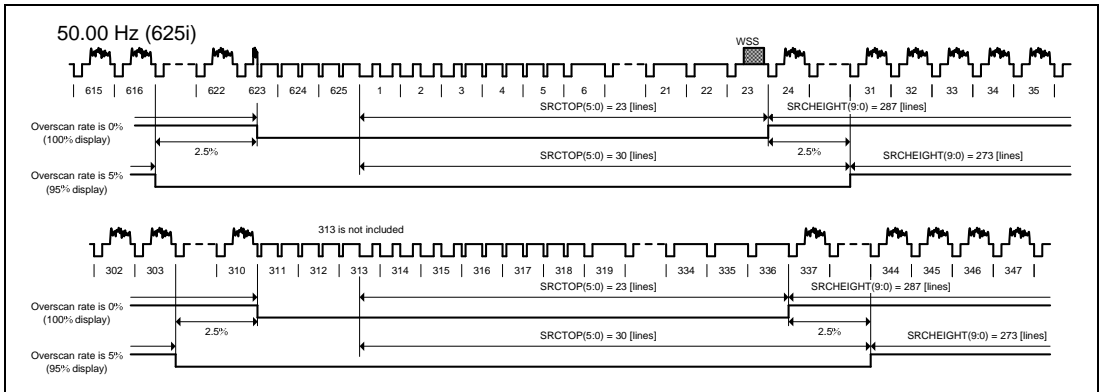 50.00 Hz (625i)
WSS
615 616 622 623 624 625 1 2 3 4 5 6 21 22 23 24 31 32 33 34 35
SRCTOP(5:0) = 23 [lines] SRCHEIGHT(9:0) = 287 [lines]
Overscan rate is 0%
(100% display)
2.5% 2.5%
SRCTOP(5:0) = 30 [lines] SRCHEIGHT(9:0) = 273 [lines]
Overscan rate is 5%
(95% display)
313 is not included
302 303 310 311 312 313 314 315 316 317 318 319 334 335 336 337 344 345 346 347
SRCTOP(5:0) = 23 [lines] SRCHEIGHT(9:0) = 287 [lines]
Overscan rate is 0%
(100% display)
2.5% 2.5%
SRCTOP(5:0) = 30 [lines] SRCHEIGHT(9:0) = 273 [lines]
Overscan rate is 5%
(95% display)